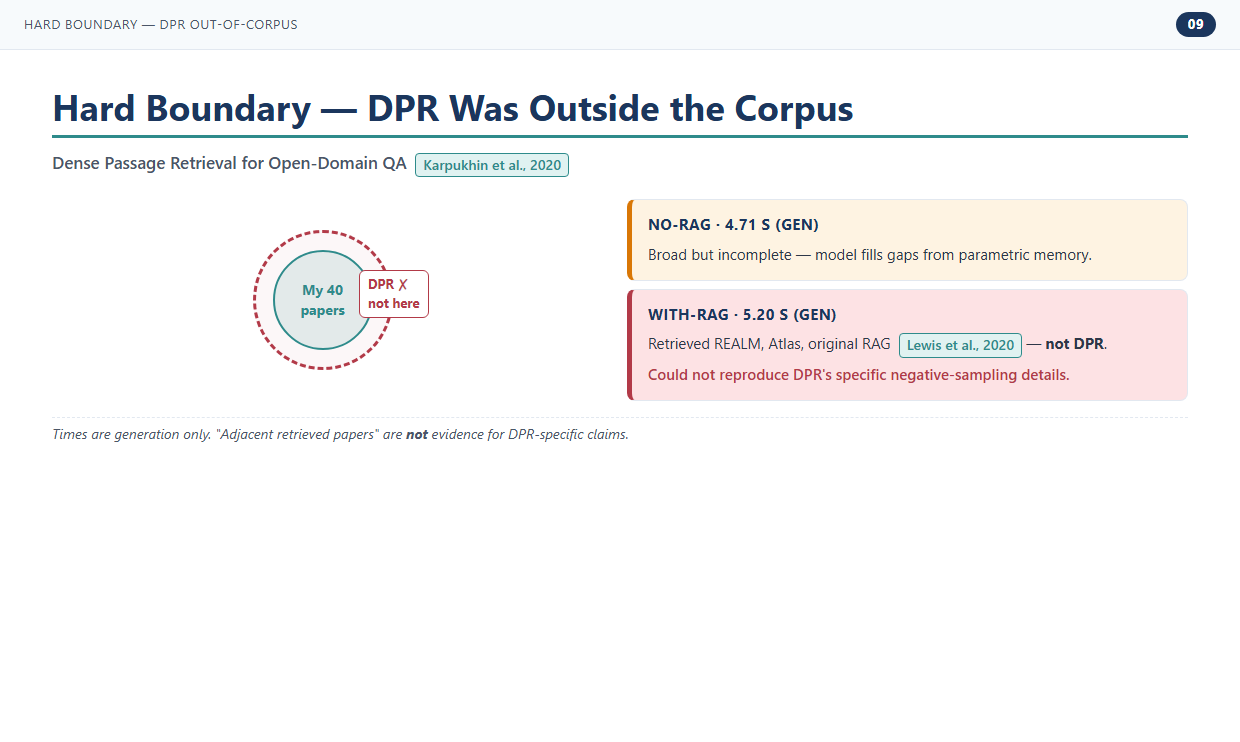 HARD BOUNDARY — DPR OUT-OF-CORPUS
09
Hard Boundary — DPR Was Outside the Corpus
Dense Passage Retrieval for Open-Domain QA Karpukhin et al., 2020
My 40
papers
DPR ✗
not here
NO-RAG · 4.71 S (GEN)
Broad but incomplete — model fills gaps from parametric memory.
WITH-RAG · 5.20 S (GEN)
Retrieved REALM, Atlas, original RAG Lewis et al., 2020 — not DPR.
Could not reproduce DPR's specific negative-sampling details.
Times are generation only. "Adjacent retrieved papers" are not evidence for DPR-specific claims.